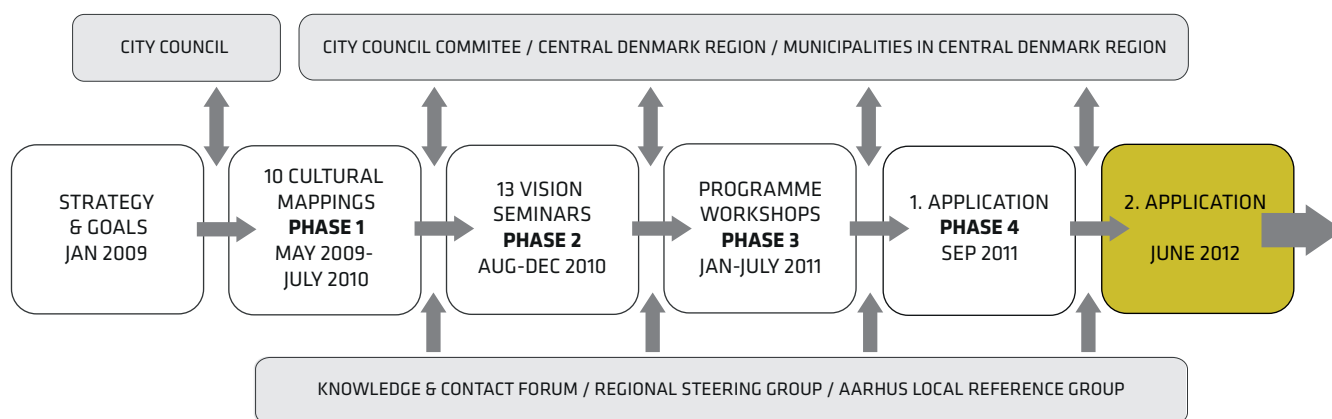 CITY COUNCIL
CITY COUNCIL COMMITEE / CENTRAL DENMARK REGION / MUNICIPALITIES IN CENTRAL DENMARK REGION
STRATEGY
& GOALS
JAN 2009
10 CULTURAL
MAPPINGS
PHASE 1
MAY 2009-
JULY 2010
13 VISION
SEMINARS
PHASE 2
AUG-DEC 2010
PROGRAMME
WORKSHOPS
PHASE 3
JAN-JULY 2011
1. APPLICATION
PHASE 4
SEP 2011
2. APPLICATION
JUNE 2012
KNOWLEDGE & CONTACT FORUM / REGIONAL STEERING GROUP / AARHUS LOCAL REFERENCE GROUP